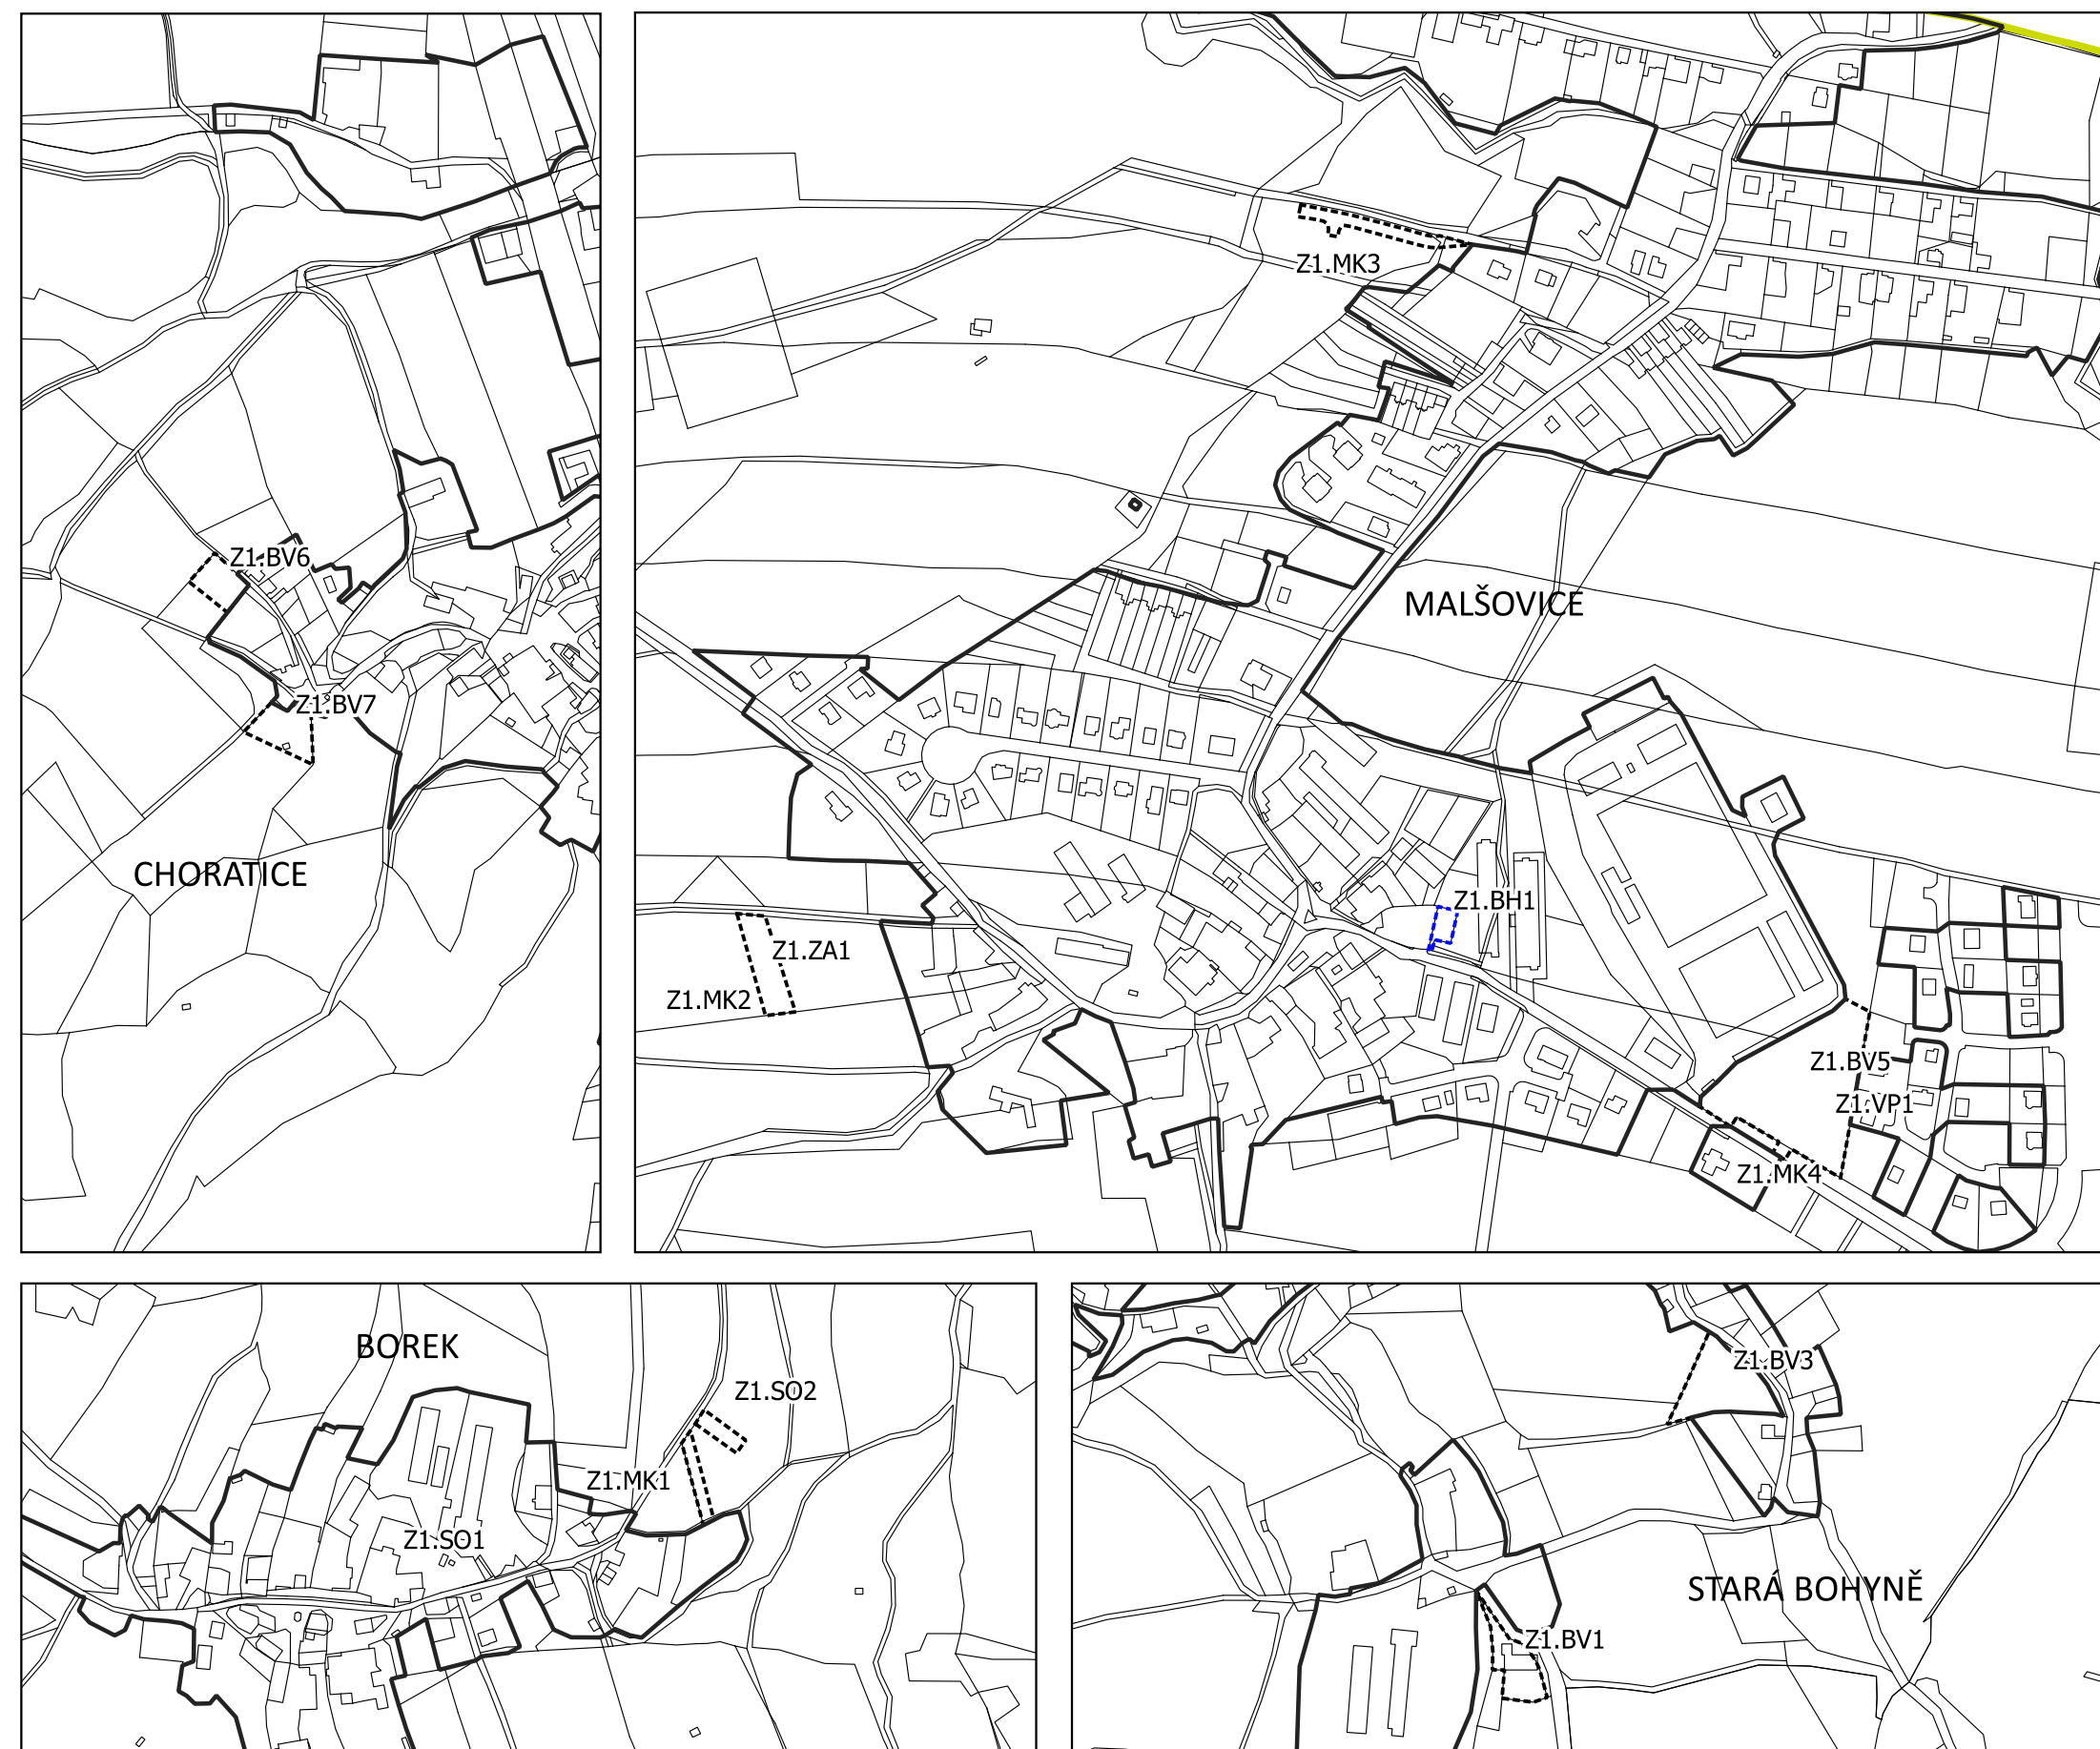 Z1.BV6
Z1.BV7
CHORATICE
Z1.MK3
MALŠOVICE
Z1.BH1
Z1.ZA1
Z1.MK2
Z1.BV5
Z1.VP1
Z1.MK4
BOREK
Z1.SO2
Z1.MK1
Z1.SO1
Z1.BV3
STARÁ BOHYNĚ
Z1.BV1